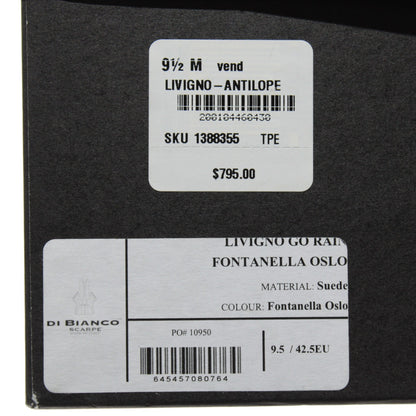 9½ M vend
LIVIGNO-ANTILOPE
200104460430
SKU 1388355 TPE
$795.00
LIVIGNO GO RAIN
FONTANELLA OSLO
MATERIAL: Suede
COLOUR: Fontanella Oslo
DI BIANCO
SCARPE
PO# 10950
645457080764
9.5 / 42.5EU